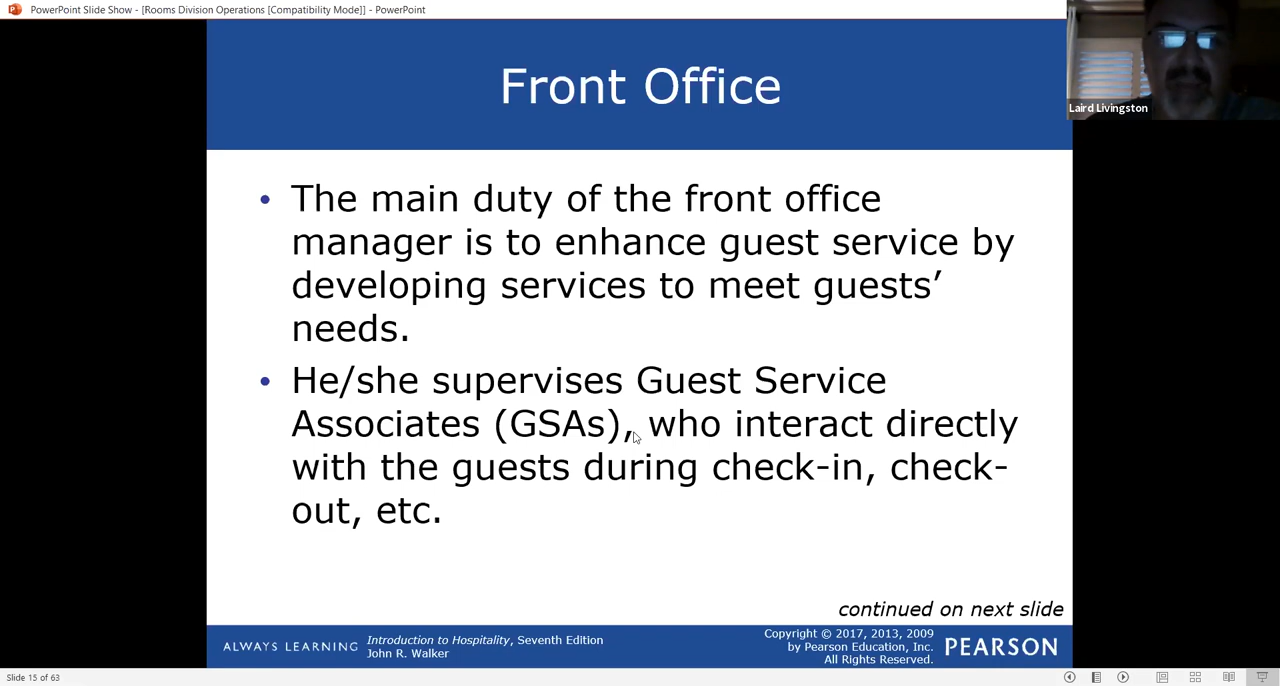 PowerPoint Slide Show - [Rooms Division Operations [Compatibility Mode]] - PowerPoint
Laird Livingston
Front Office
• The main duty of the front office
manager is to enhance guest service by
developing services to meet guests’
needs.
• He/she supervises Guest Service
Associates (GSAs), who interact directly
with the guests during check-in, check-
out, etc.
continued on next slide
ALWAYS LEARNING
Introduction to Hospitality, Seventh Edition
John R. Walker
Copyright © 2017, 2013, 2009
by Pearson Education, Inc.
All Rights Reserved.
PEARSON
Slide 15 of 63